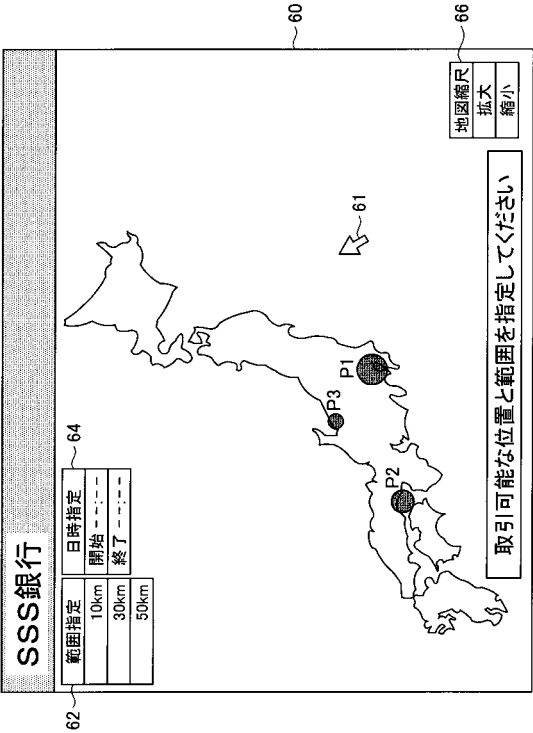 SSS銀行
範囲指定
10km
30km
50km
日時指定
開始 --:--
終了 --:--
P1
P2
P3
地図縮尺
拡大
縮小
取引可能な位置と範囲を指定してください
60
61
62
64
66